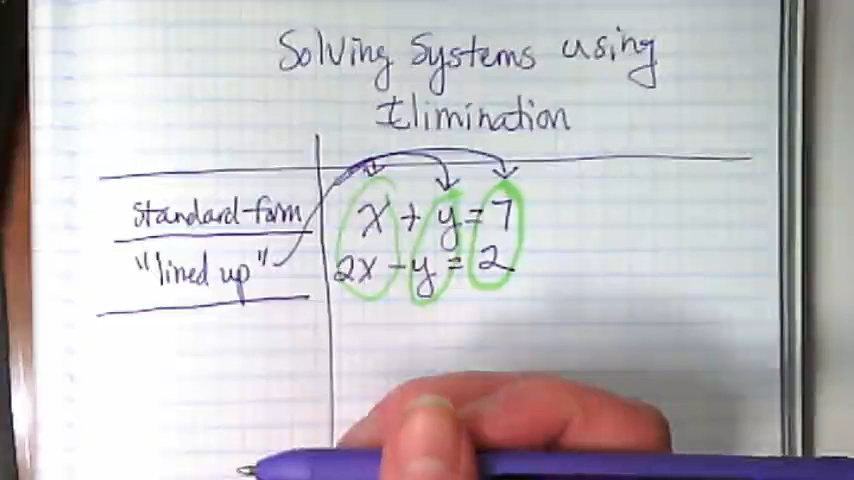 Solving Systems using
Elimination
standard form
"lined up"
x + y = 7
2x - y = 2